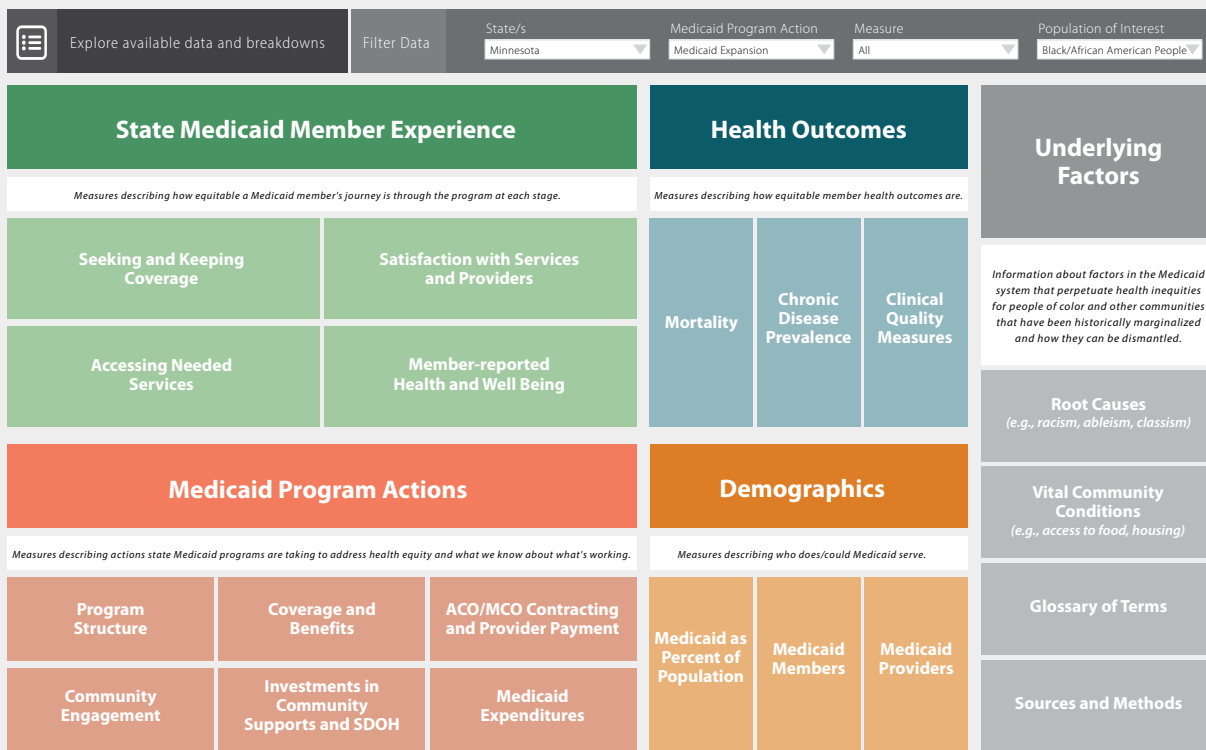 Explore available data and breakdowns
Filter Data
State/s
Minnesota
Medicaid Program Action
Medicaid Expansion
Measure
All
Population of Interest
Black/African American People
State Medicaid Member Experience
Measures describing how equitable a Medicaid member's journey is through the program at each stage.
Seeking and Keeping
Coverage
Satisfaction with Services
and Providers
Accessing Needed
Services
Member-reported
Health and Well Being
Health Outcomes
Measures describing how equitable member health outcomes are.
Mortality
Chronic
Disease
Prevalence
Clinical
Quality
Measures
Medicaid Program Actions
Measures describing actions state Medicaid programs are taking to address health equity and what we know about what's working.
Program
Structure
Coverage and
Benefits
ACO/MCO Contracting
and Provider Payment
Community
Engagement
Investments in
Community
Supports and SDOH
Medicaid
Expenditures
Demographics
Measures describing who does/could Medicaid serve.
Medicaid as
Percent of
Population
Medicaid
Members
Medicaid
Providers
Underlying
Factors
Information about factors in the Medicaid
system that perpetuate health inequities
for people of color and other communities
that have been historically marginalized
and how they can be dismantled.
Root Causes
(e.g., racism, ableism, classism)
Vital Community
Conditions
(e.g., access to food, housing)
Glossary of Terms
Sources and Methods